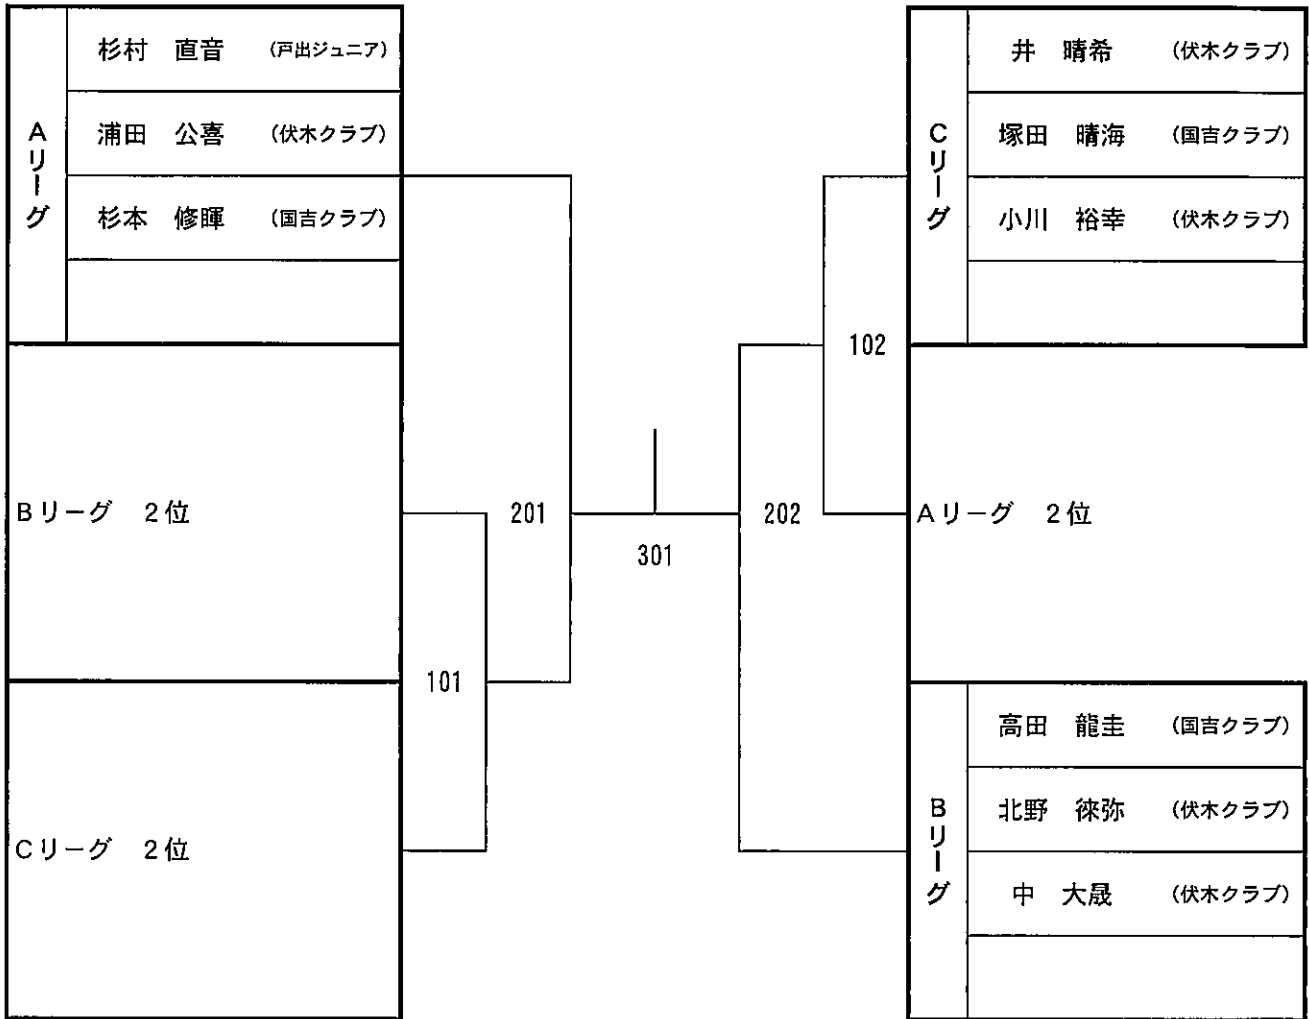 Aリーグ
杉村 直音 (戸出ジュニア)
浦田 公喜 (伏木クラブ)
杉本 修暉 (国吉クラブ)
Bリーグ 2位
Cリーグ 2位
101
201
301
202
102
Cリーグ
井 晴希 (伏木クラブ)
塚田 晴海 (国吉クラブ)
小川 裕幸 (伏木クラブ)
Aリーグ 2位
Bリーグ
高田 龍圭 (国吉クラブ)
北野 徠弥 (伏木クラブ)
中 大晟 (伏木クラブ)